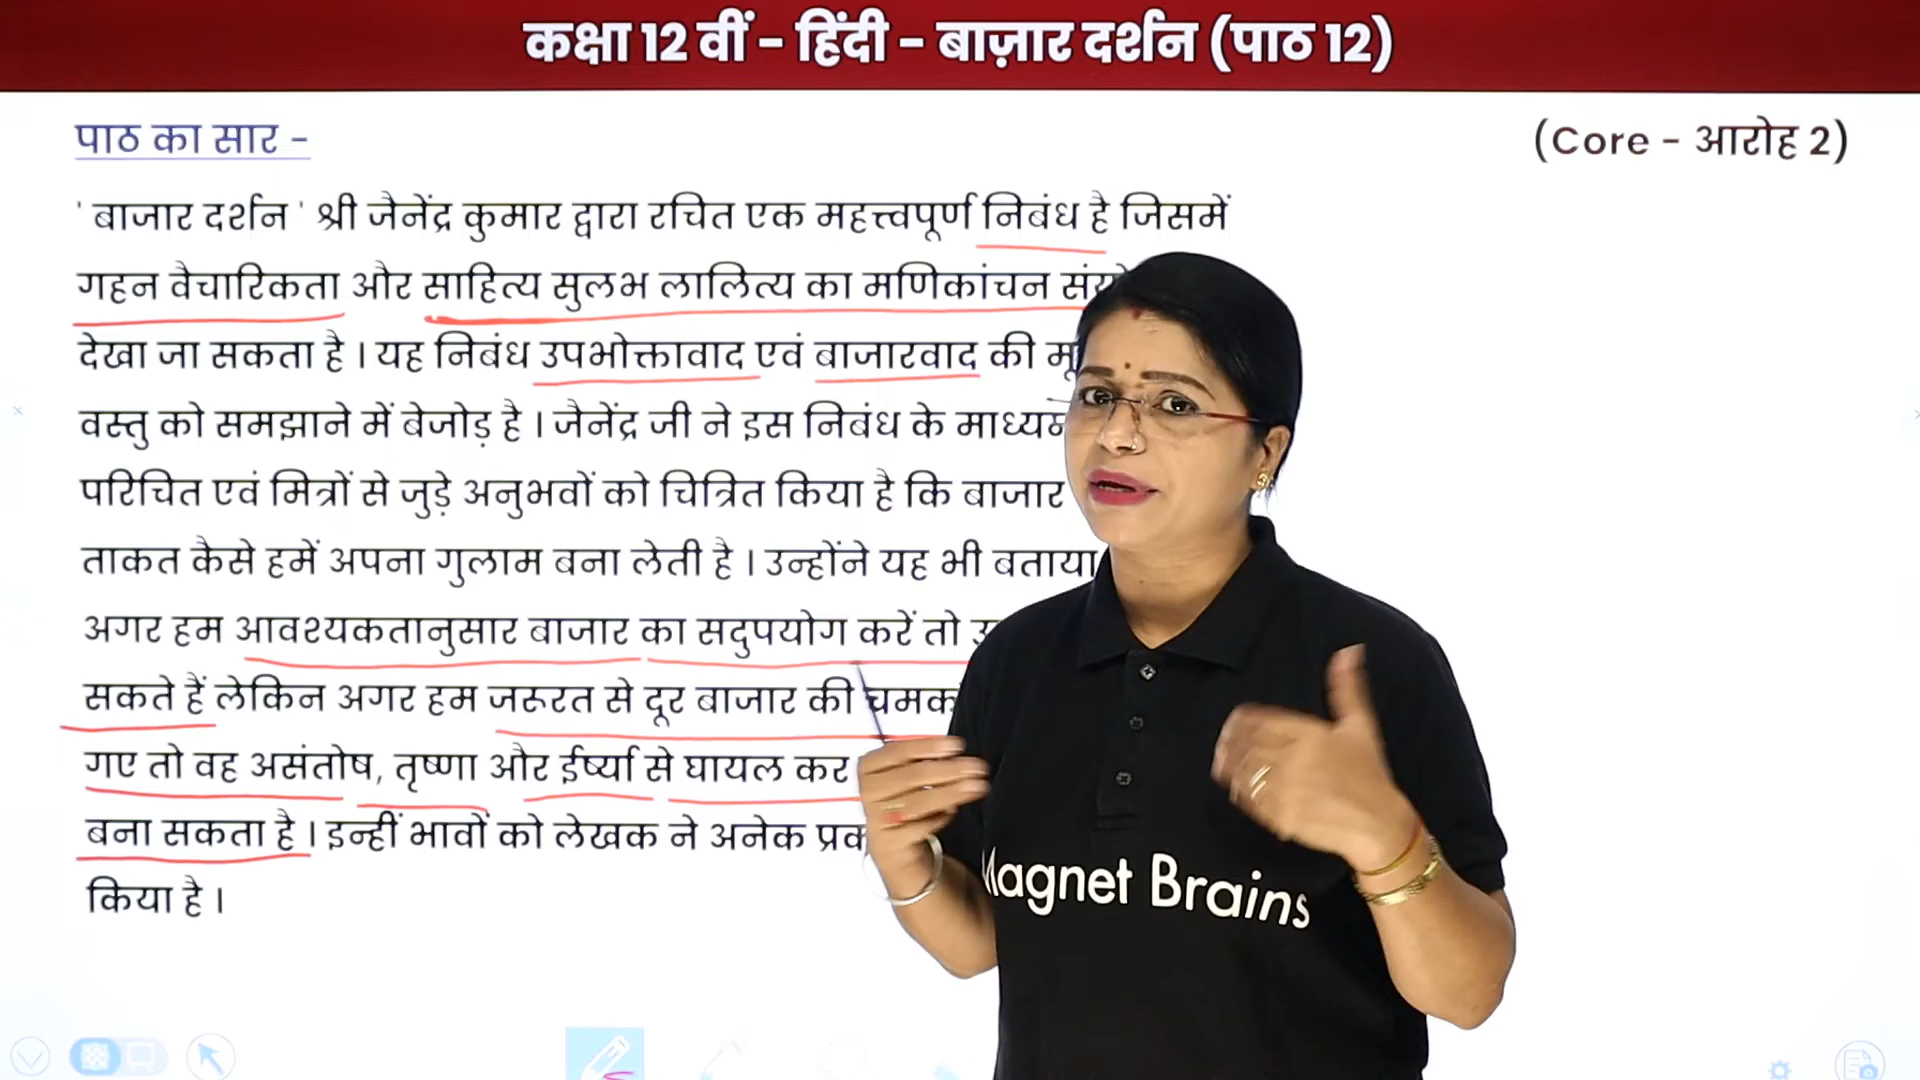 कक्षा 12 वीं - हिंदी - बाज़ार दर्शन (पाठ 12)
पाठ का सार -
(Core - आरोह 2)
' बाजार दर्शन ' श्री जैनेंद्र कुमार द्वारा रचित एक महत्त्वपूर्ण निबंध है जिसमें
गहन वैचारिकता और साहित्य सुलभ लालित्य का मणिकांचन
देखा जा सकता है । यह निबंध उपभोक्तावाद एवं बाजारवाद की
वस्तु को समझाने में बेजोड़ है । जैनेंद्र जी ने इस निबंध के
परिचित एवं मित्रों से जुड़े अनुभवों को चित्रित किया है कि बाजार
ताकत कैसे हमें अपना गुलाम बना लेती है । उन्होंने यह भी बताया
अगर हम आवश्यकतानुसार बाजार का सदुपयोग करें तो
सकते हैं लेकिन अगर हम जरूरत से दूर बाजार की
गए तो वह असंतोष, तृष्णा और ईर्ष्या से घायल कर
बना सकता है । इन्हीं भावों को लेखक ने अनेक
किया है ।
Magnet Brains